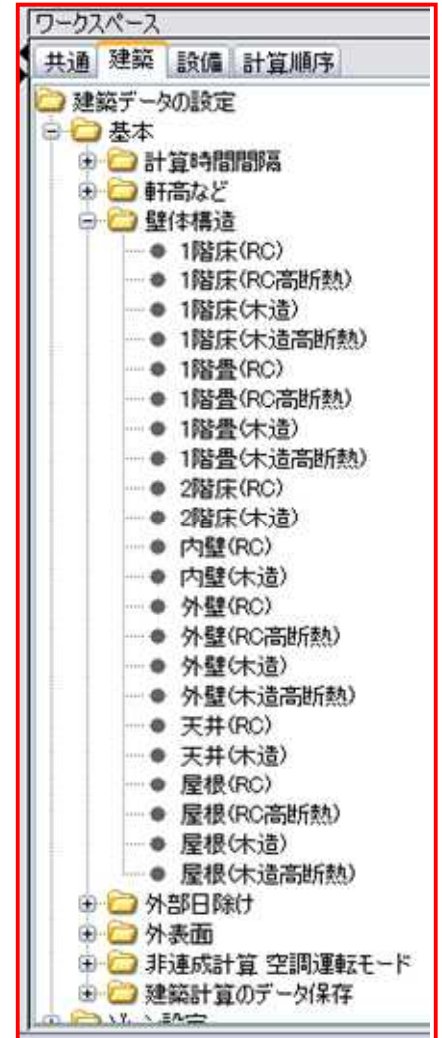 ワークスペース
共通 建築 設備 計算順序
建築データの設定
基本
計算時間間隔
軒高など
壁体構造
1階床(RC)
1階床(RC高断熱)
1階床(木造)
1階床(木造高断熱)
1階畳(RC)
1階畳(RC高断熱)
1階畳(木造)
1階畳(木造高断熱)
2階床(RC)
2階床(木造)
内壁(RC)
内壁(木造)
外壁(RC)
外壁(RC高断熱)
外壁(木造)
外壁(木造高断熱)
天井(RC)
天井(木造)
屋根(RC)
屋根(RC高断熱)
屋根(木造)
屋根(木造高断熱)
外部日除け
外表面
非連成計算 空調運転モード
建築計算のデータ保存